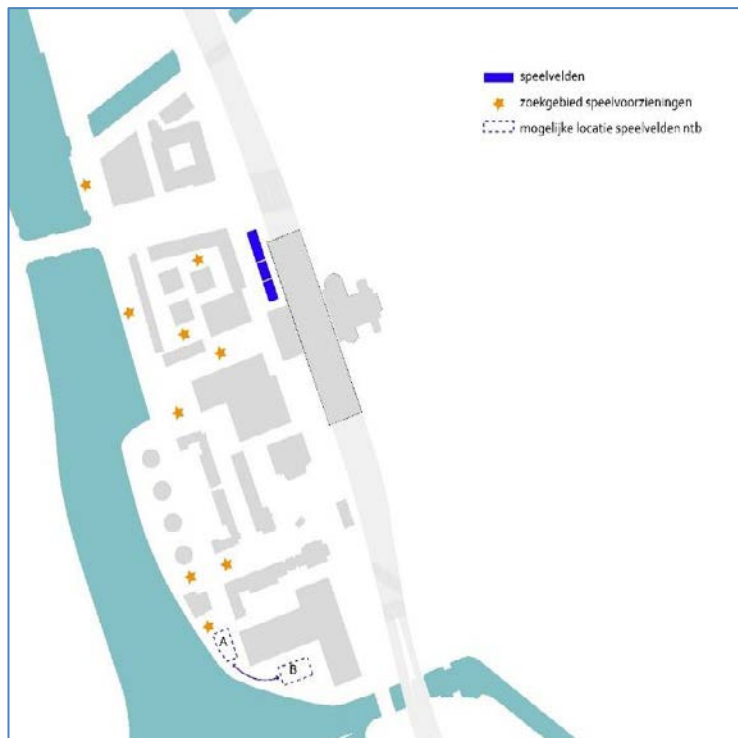 speelvelden
zoekgebied speelvoorzieningen
mogelijke locatie speelvelden ntb
A
B